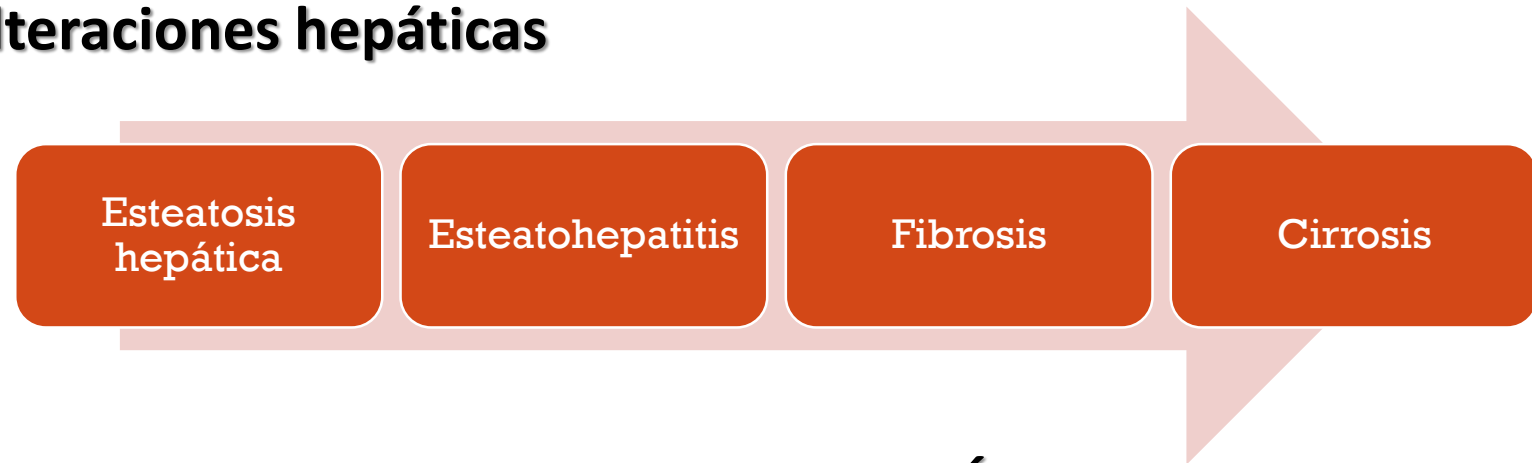 lteraciones hepáticas
Esteatosis
hepática
Esteatohepatitis
Fibrosis
Cirrosis